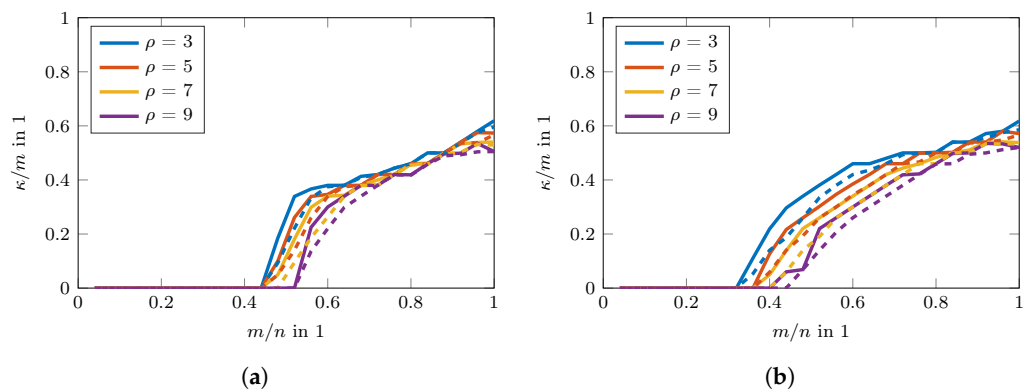 1
0.8
0.6
0.4
0.2
0
κ/m in 1
ρ = 3
ρ = 5
ρ = 7
ρ = 9
0 0.2 0.4 0.6 0.8 1
m/n in 1
(a)
1
0.8
0.6
0.4
0.2
0
κ/m in 1
ρ = 3
ρ = 5
ρ = 7
ρ = 9
0 0.2 0.4 0.6 0.8 1
m/n in 1
(b)